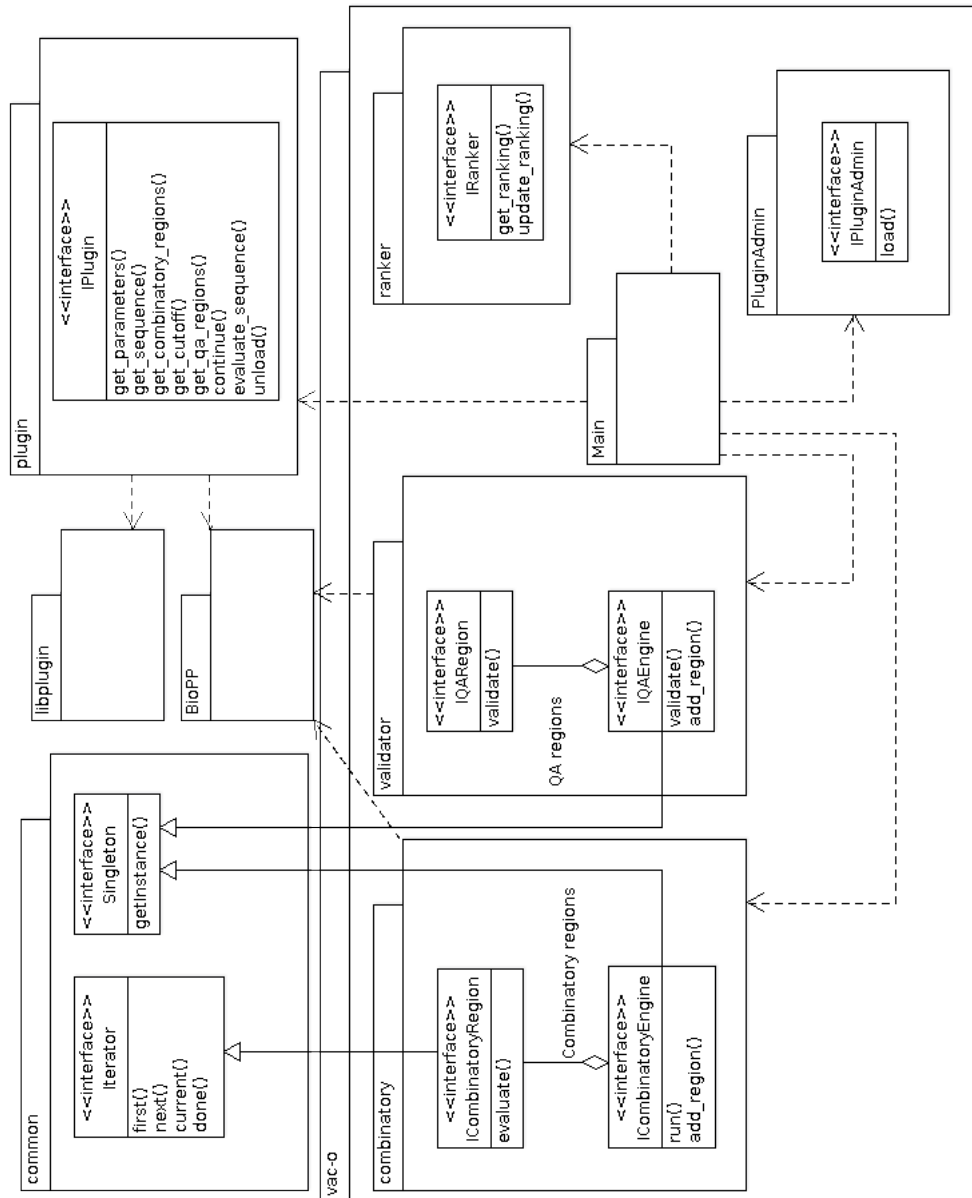 common
<<interface>>
Iterator
first()
next()
current()
done()
<<interface>>
Singleton
getInstance()
libplugin
BioPP
plugin
<<interface>>
IPlugin
get_parameters()
get_sequence()
get_combinatory_regions()
get_cutoff()
get_qa_regions()
continue()
evaluate_sequence()
unload()
vac-o
combinatory
<<interface>>
ICombinatoryRegion
evaluate()
Combinatory regions
<<interface>>
ICombinatoryEngine
run()
add_region()
validator
<<interface>>
IQARegion
validate()
QA regions
<<interface>>
IQAEngine
validate()
add_region()
ranker
<<interface>>
IRanker
get_ranking()
update_ranking()
Main
PluginAdmin
<<interface>>
IPluginAdmin
load()